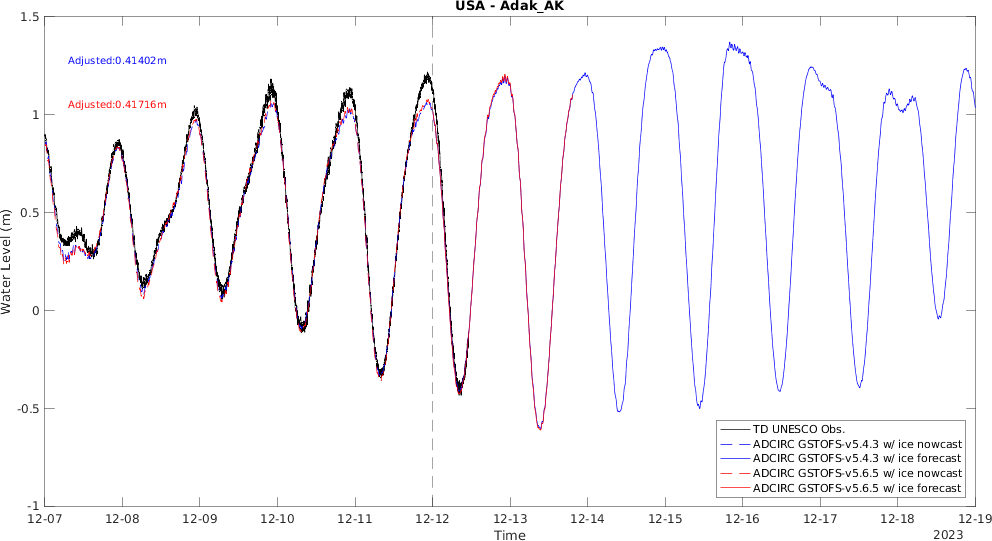 USA - Adak_AK
Adjusted:0.41402m
Adjusted:0.41716m
1.5
1
0.5
0
-0.5
-1
Water Level (m)
12-07 12-08 12-09 12-10 12-11 12-12 12-13 12-14 12-15 12-16 12-17 12-18 12-19
Time
2023
TD UNESCO Obs.
ADCIRC GSTOFS-v5.4.3 w/ ice nowcast
ADCIRC GSTOFS-v5.4.3 w/ ice forecast
ADCIRC GSTOFS-v5.6.5 w/ ice nowcast
ADCIRC GSTOFS-v5.6.5 w/ ice forecast